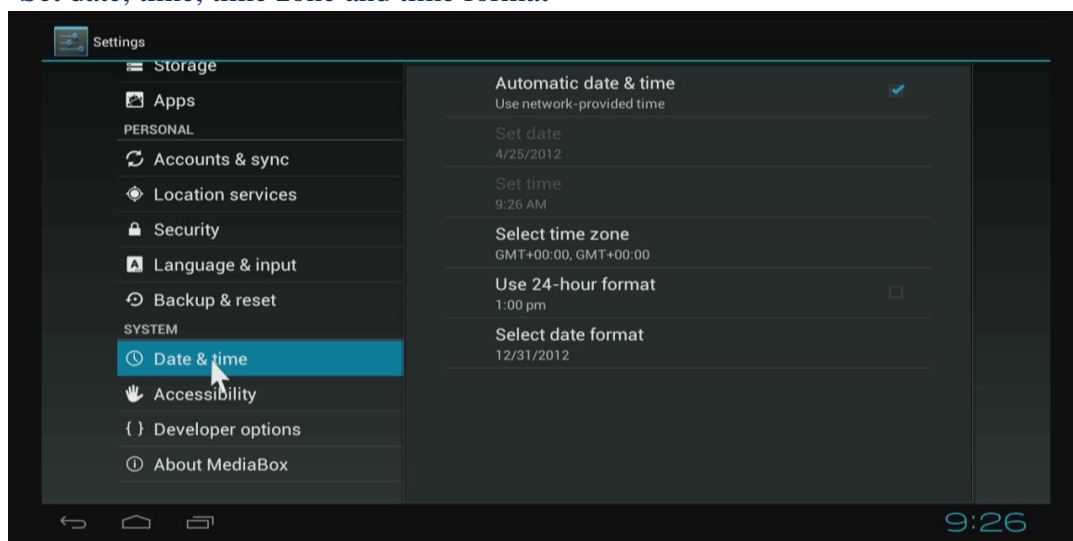 Set date, time, time zone and time format
Settings
Storage
Apps
PERSONAL
Accounts & sync
Location services
Security
Language & input
Backup & reset
SYSTEM
Date & time
Accessibility
{ } Developer options
About MediaBox
Automatic date & time
Use network-provided time
Set date
4/25/2012
Set time
9:26 AM
Select time zone
GMT+00:00, GMT+00:00
Use 24-hour format
1:00 pm
Select date format
12/31/2012
9:26